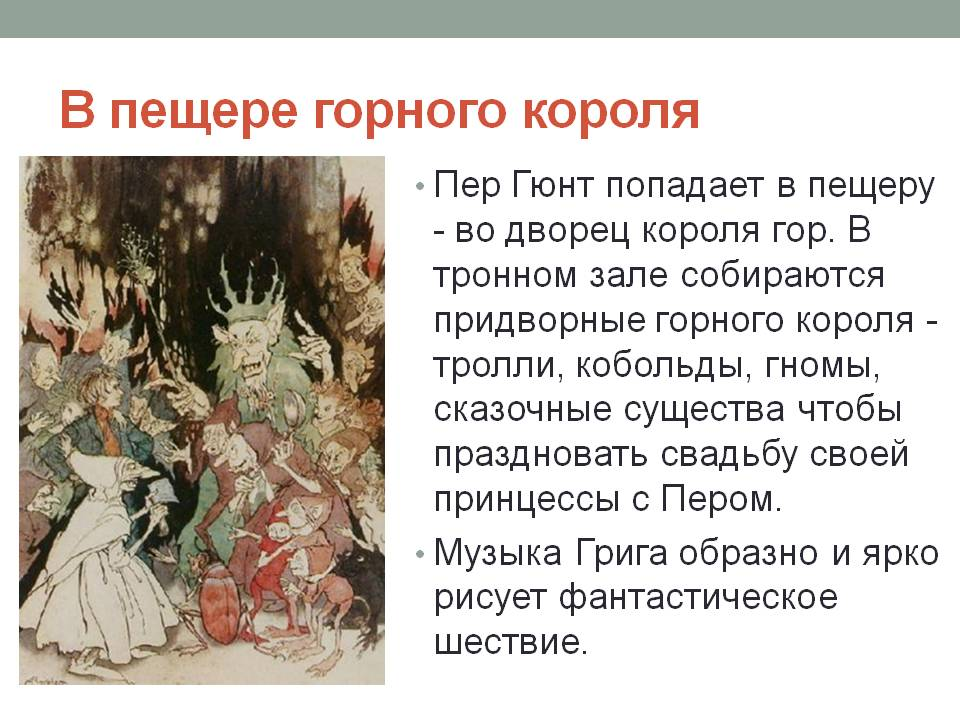 В пещере горного короля
• Пер Гюнт попадает в пещеру
- во дворец короля гор. В
тронном зале собираются
придворные горного короля -
тролли, кобольды, гномы,
сказочные существа чтобы
праздновать свадьбу своей
принцессы с Пером.
• Музыка Грига образно и ярко
рисует фантастическое
шествие.